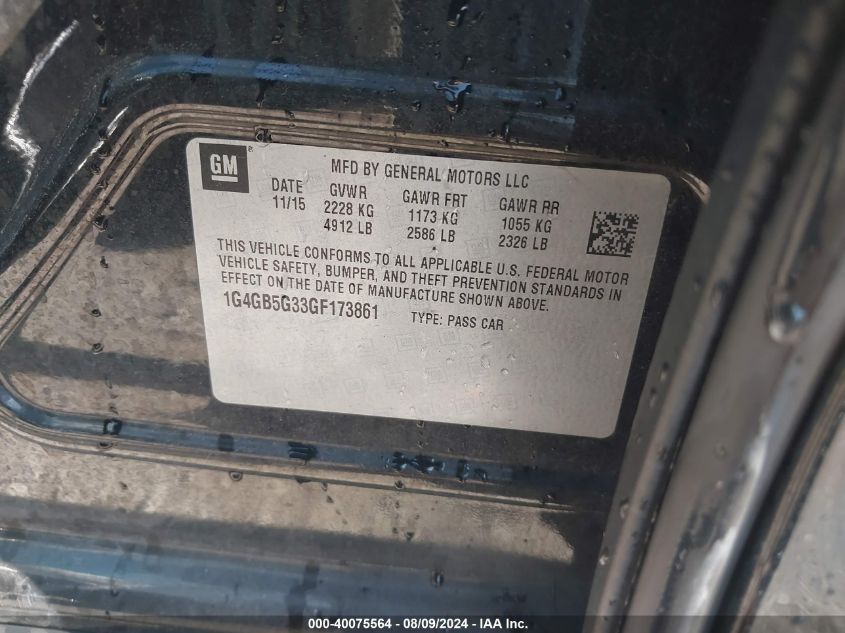 GM
MFD BY GENERAL MOTORS LLC
DATE GVWR GAWR FRT GAWR RR
11/15 2228 KG 1173 KG 1055 KG
4912 LB 2586 LB 2326 LB
THIS VEHICLE CONFORMS TO ALL APPLICABLE U.S. FEDERAL MOTOR
VEHICLE SAFETY, BUMPER, AND THEFT PREVENTION STANDARDS IN
EFFECT ON THE DATE OF MANUFACTURE SHOWN ABOVE.
1G4GB5G33GF173861 TYPE: PASS CAR
000-40075564 - 08/09/2024 - IAA Inc.